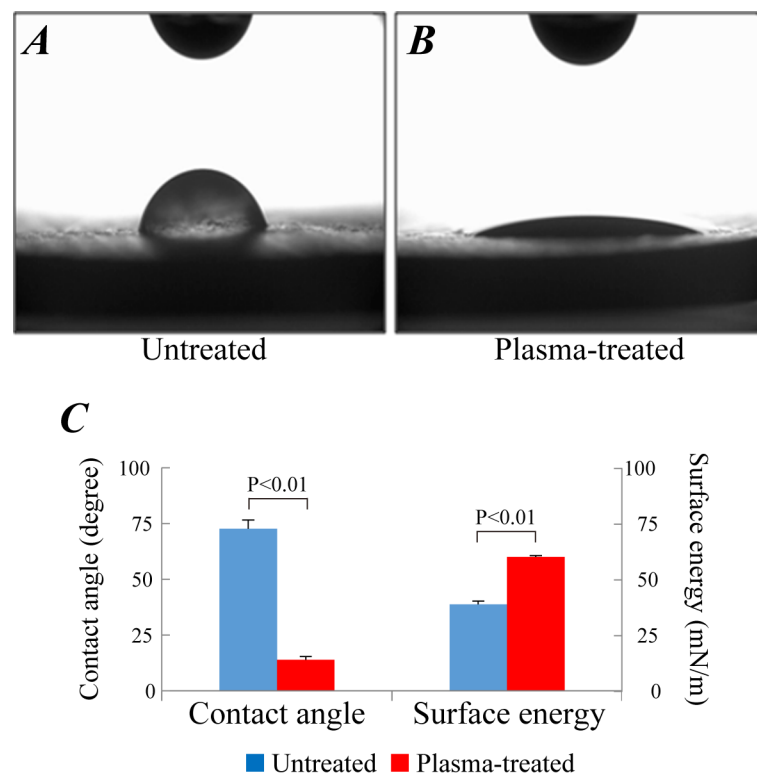 A
B
Untreated
Plasma-treated
C
Contact angle (degree)
100
75
50
25
0
P<0.01
P<0.01
100
75
50
25
0
Surface energy (mN/m)
Contact angle
Surface energy
Untreated
Plasma-treated